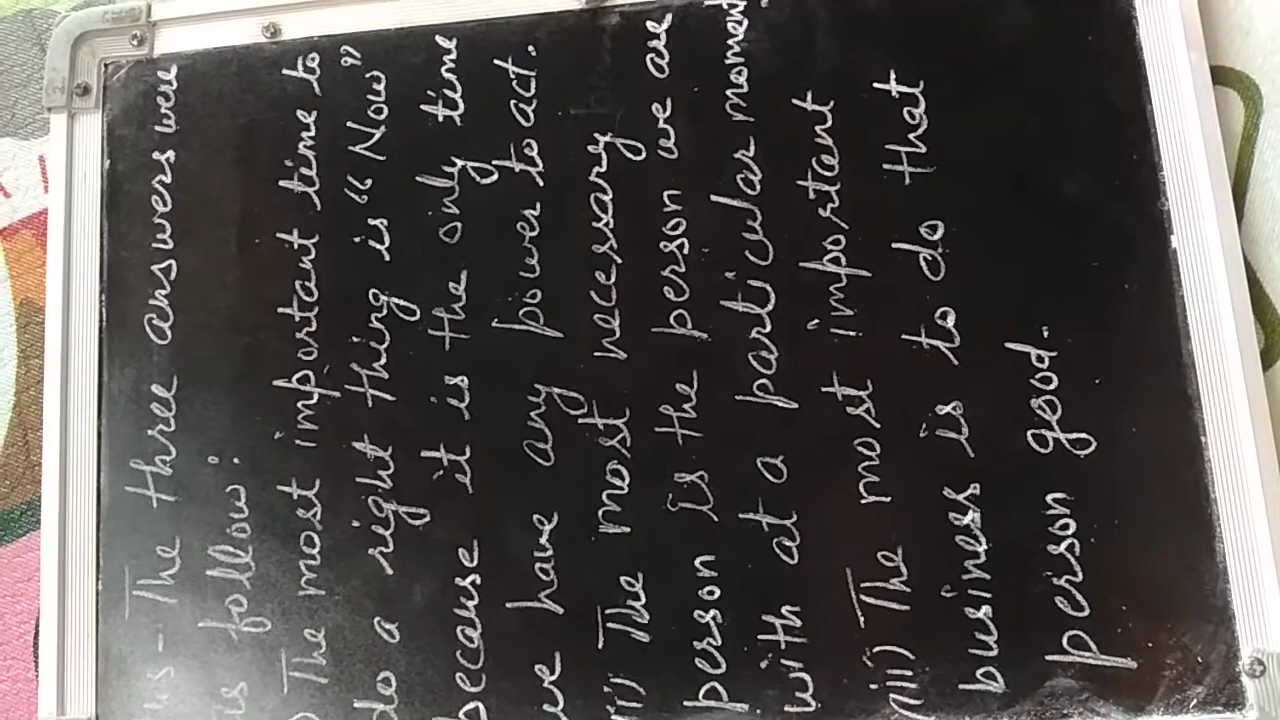 ns - The three answers were
is follow:
) The most important time to
do a right thing is "Now"
because it is the only time
we have any power to act.
ii) The most necessary
person is the person we are
with at a particular moment
(iii) The most important
business is to do that
person good.